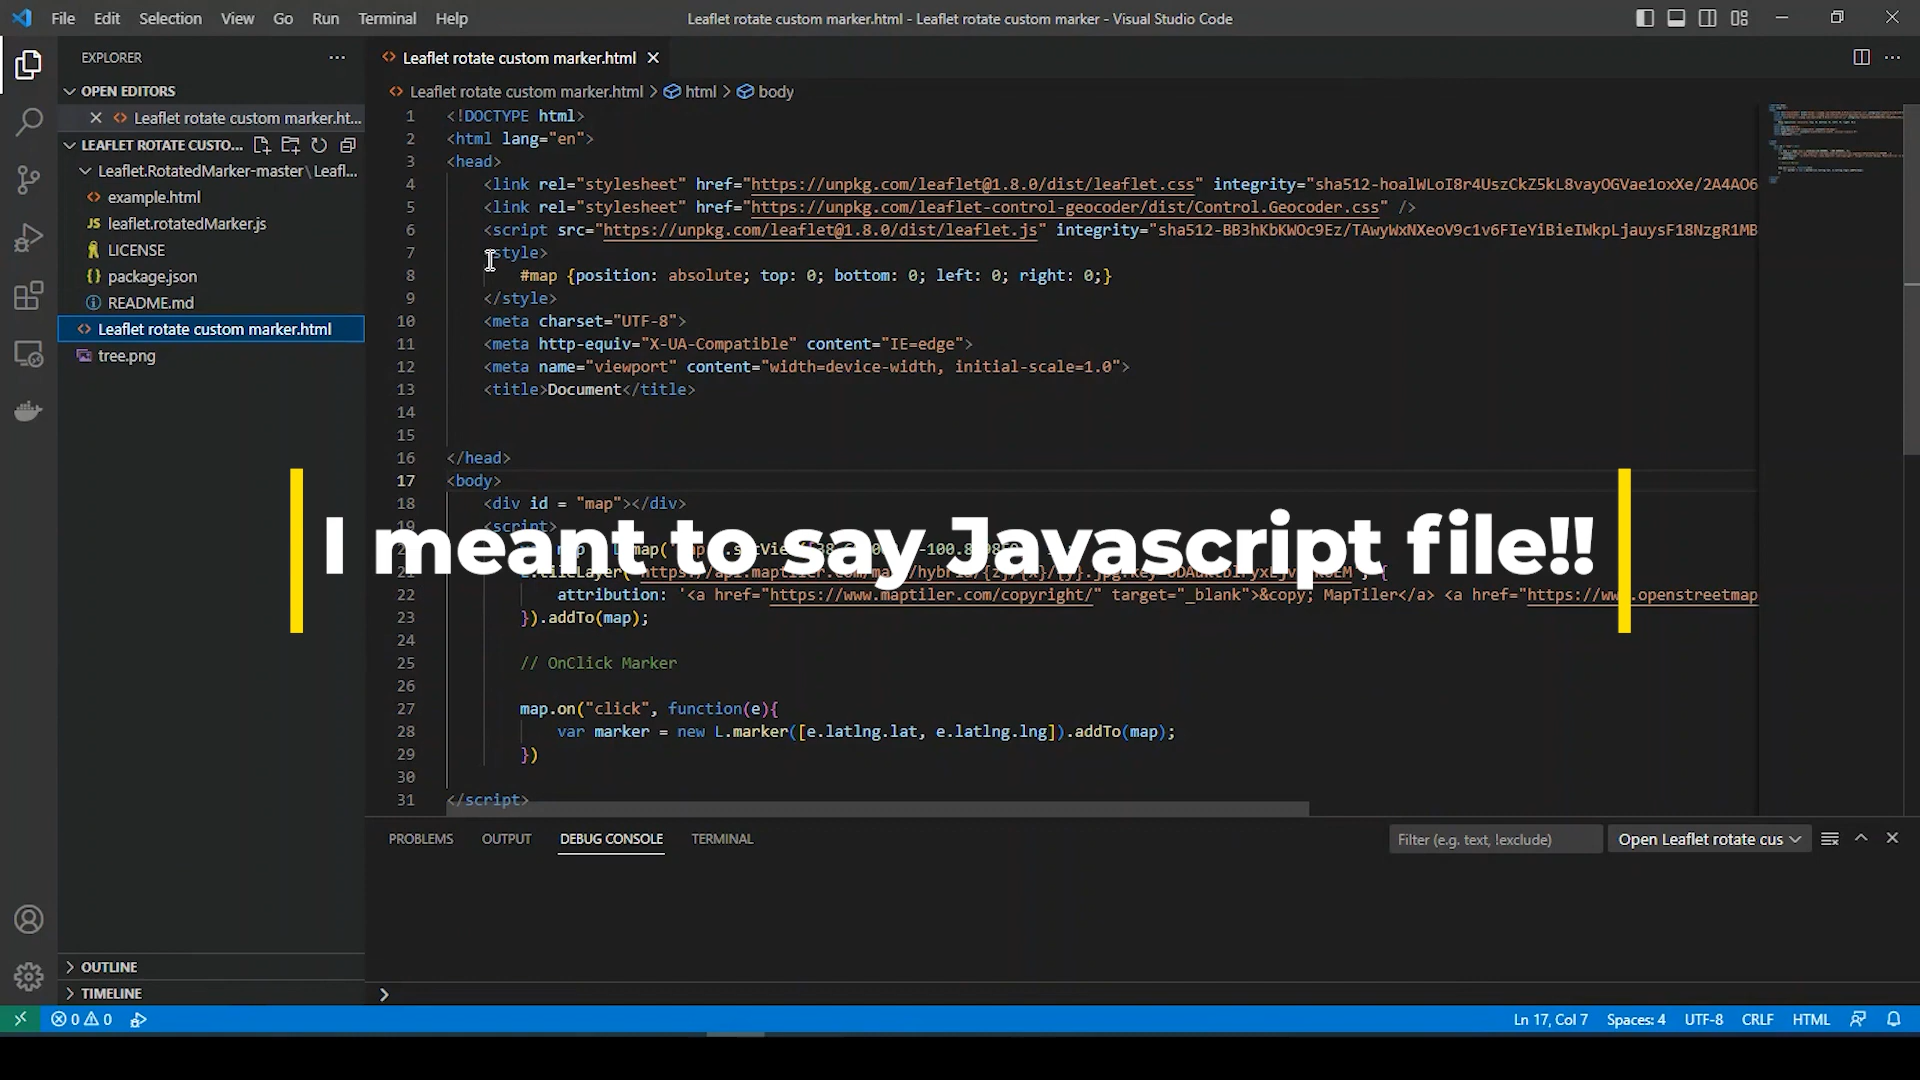 File Edit Selection View Go Run Terminal Help
Leaflet rotate custom marker.html - Leaflet rotate custom marker - Visual Studio Code
EXPLORER
OPEN EDITORS
Leaflet rotate custom marker.ht...
LEAFLET ROTATE CUSTO...
Leaflet.RotatedMarker-master\Leafl...
example.html
JS leaflet.rotatedMarker.js
LICENSE
{} package.json
README.md
Leaflet rotate custom marker.html
tree.png
OUTLINE
TIMELINE
Leaflet rotate custom marker.html
Leaflet rotate custom marker.html > html > body
1 <!DOCTYPE html>
2 <html lang="en">
3 <head>
4 <link rel="stylesheet" href="https://unpkg.com/leaflet@1.8.0/dist/leaflet.css" integrity="sha512-hoalWLoI8r4UszCkZ5kL8vayOGVae1oxXe/2A4AO6
5 <link rel="stylesheet" href="https://unpkg.com/leaflet-control-geocoder/dist/Control.Geocoder.css" />
6 <script src="https://unpkg.com/leaflet@1.8.0/dist/leaflet.js" integrity="sha512-BB3hKbKWOc9Ez/TAwyWxNXeoV9c1v6FIeYiBieIWkpLjauysF18NzgR1MB
7 style>
8 #map {position: absolute; top: 0; bottom: 0; left: 0; right: 0;}
9 </style>
10 <meta charset="UTF-8">
11 <meta http-equiv="X-UA-Compatible" content="IE=edge">
12 <meta name="viewport" content="width=device-width, initial-scale=1.0">
13 <title>Document</title>
14
15
16 </head>
17 <body>
18 <div id = "map"></div>
<script>
I meant to say Javascript file!!
22 attribution: '<a href="https://www.maptiler.com/copyright/" target="_blank">&copy; MapTiler</a> <a href="https://www.openstreetmap
23 }).addTo(map);
24
25 // OnClick Marker
26
27 map.on("click", function(e){
28 var marker = new L.marker([e.latlng.lat, e.latlng.lng]).addTo(map);
29 })
30
31 </script>
PROBLEMS OUTPUT DEBUG CONSOLE TERMINAL
Filter (e.g. text, !exclude)
Open Leaflet rotate cus
0 0
Ln 17, Col 7 Spaces: 4 UTF-8 CRLF HTML